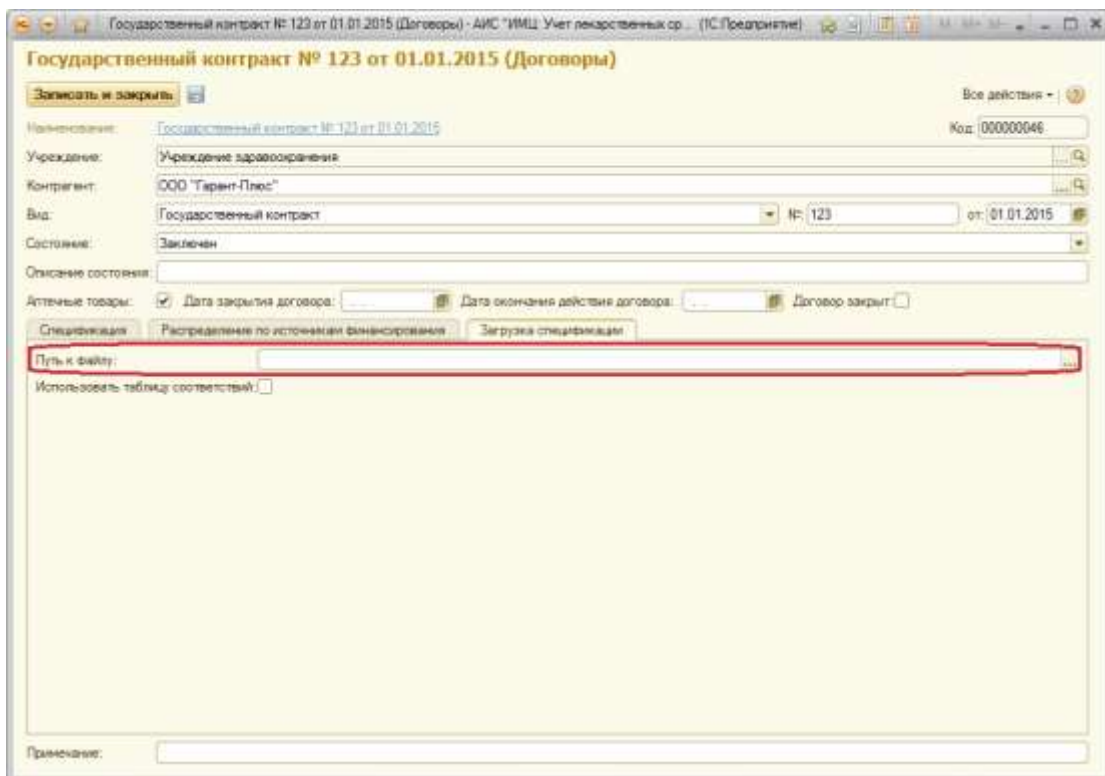 Государственный контракт № 123 от 01.01.2015 (Договоры) - АИС "ИМЦ: Учет лекарственных ср... (1С:Предприятие)
Государственный контракт № 123 от 01.01.2015 (Договоры)
Записать и закрыть
Все действия
Наименование: Государственный контракт № 123 от 01.01.2015 Код: 000000046
Учреждение: Учреждение здравоохранения
Контрагент: ООО "Гарант-Плюс"
Вид: Государственный контракт №: 123 от: 01.01.2015
Состояние: Заключен
Описание состояния:
Аптечные товары: Дата закрытия договора: Дата окончания действия договора: Договор закрыт:
Спецификация Распределение по источникам финансирования Загрузка спецификации
Путь к файлу:
Использовать таблицу соответствий:
Примечание: